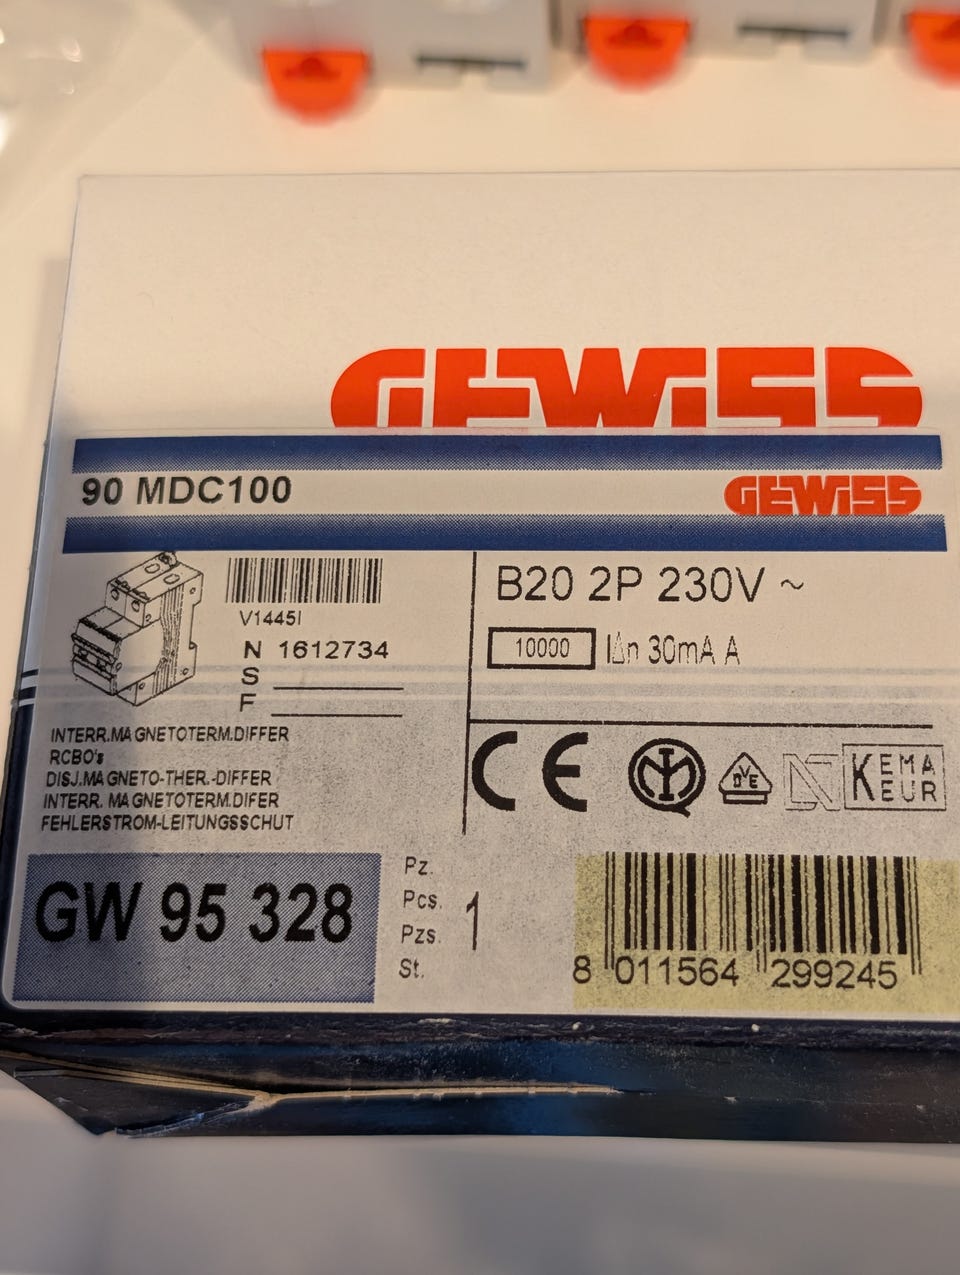 GEWiSS
90 MDC100
GEWiSS
V1445I
N 1612734
S
F
B20 2P 230V ~
10000 I∆n 30mA A
INTERR.MAGNETOTERM.DIFFER
RCBO's
DISJ.MAGNETO-THER.-DIFFER
INTERR. MAGNETOTERM.DIFER
FEHLERSTROM-LEITUNGSSCHUT
CE
VDE
N
KEMA
KEUR
GW 95 328
Pz.
Pcs.
Pzs.
St.
1
8 011564 299245